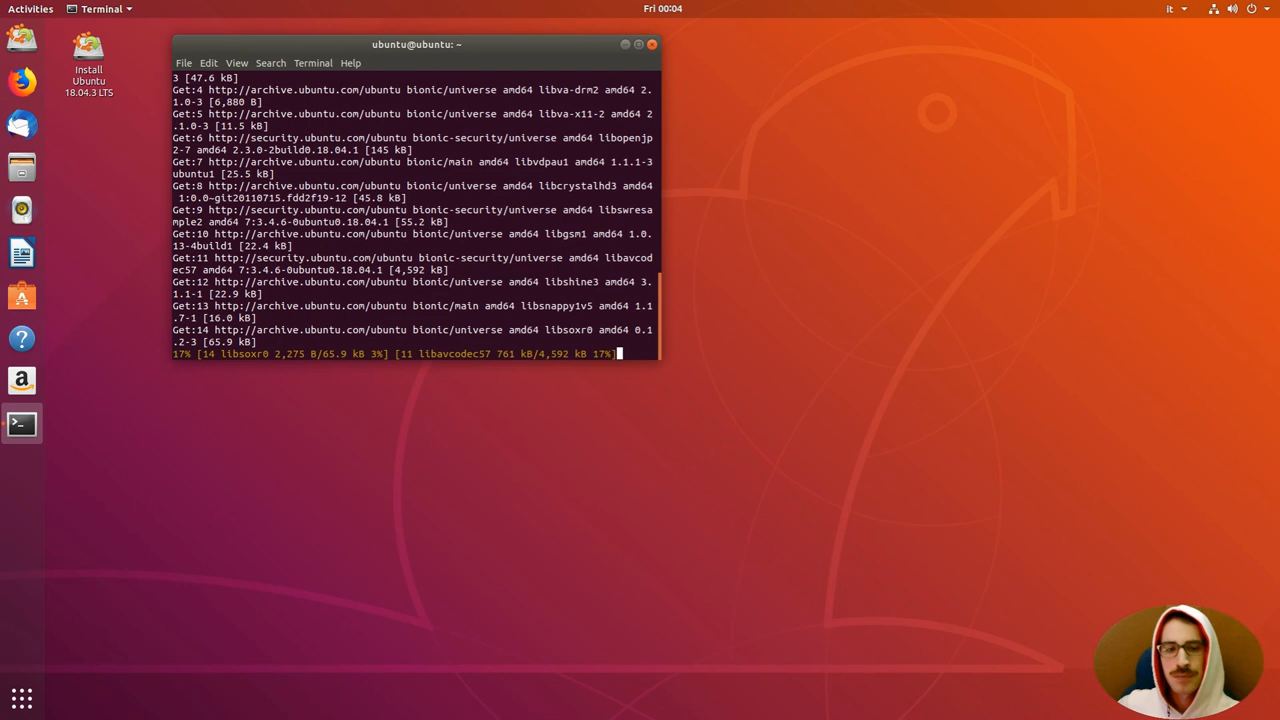 Activities
Terminal
Fri 00:04
it
Install
Ubuntu
18.04.3 LTS
ubuntu@ubuntu: ~
File Edit View Search Terminal Help
3 [47.6 kB]
Get:4 http://archive.ubuntu.com/ubuntu bionic/universe amd64 libva-drm2 amd64 2.
1.0-3 [6,880 B]
Get:5 http://archive.ubuntu.com/ubuntu bionic/universe amd64 libva-x11-2 amd64 2
.1.0-3 [11.5 kB]
Get:6 http://security.ubuntu.com/ubuntu bionic-security/universe amd64 libopenjp
2-7 amd64 2.3.0-2build0.18.04.1 [145 kB]
Get:7 http://archive.ubuntu.com/ubuntu bionic/main amd64 libvdpau1 amd64 1.1.1-3
ubuntu1 [25.5 kB]
Get:8 http://archive.ubuntu.com/ubuntu bionic/universe amd64 libcrystalhd3 amd64
1:0.0~git20110715.fdd2f19-12 [45.8 kB]
Get:9 http://security.ubuntu.com/ubuntu bionic-security/universe amd64 libswresa
mple2 amd64 7:3.4.6-0ubuntu0.18.04.1 [55.2 kB]
Get:10 http://archive.ubuntu.com/ubuntu bionic/universe amd64 libgsm1 amd64 1.0.
13-4build1 [22.4 kB]
Get:11 http://security.ubuntu.com/ubuntu bionic-security/universe amd64 libavcod
ec57 amd64 7:3.4.6-0ubuntu0.18.04.1 [4,592 kB]
Get:12 http://archive.ubuntu.com/ubuntu bionic/universe amd64 libshine3 amd64 3.
1.1-1 [22.9 kB]
Get:13 http://archive.ubuntu.com/ubuntu bionic/main amd64 libsnappy1v5 amd64 1.1
.7-1 [16.0 kB]
Get:14 http://archive.ubuntu.com/ubuntu bionic/universe amd64 libsoxr0 amd64 0.1
.2-3 [65.9 kB]
17% [14 libsoxr0 2,275 B/65.9 kB 3%] [11 libavcodec57 761 kB/4,592 kB 17%]